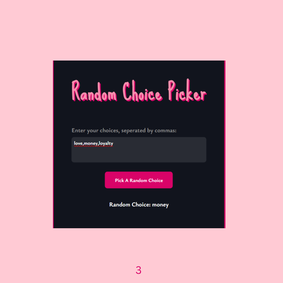 Random Choice Picker
Enter your choices, seperated by commas:
love,money,loyalty
Pick A Random Choice
Random Choice: money
3